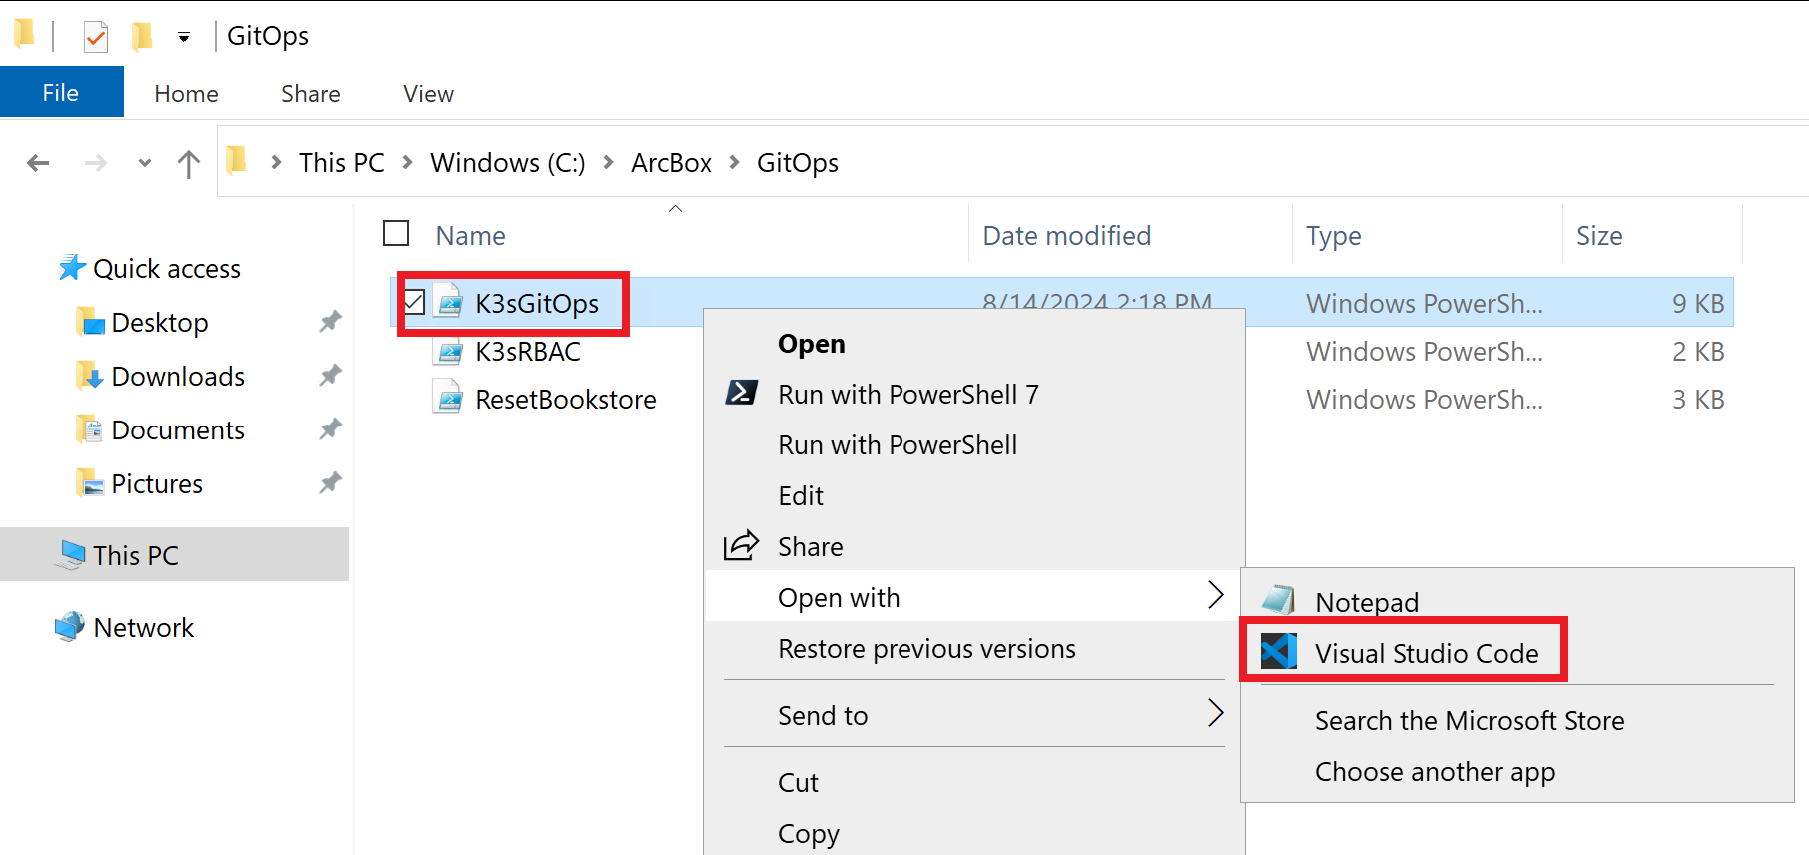 GitOps
File Home Share View
This PC Windows (C:) ArcBox GitOps
Name Date modified Type Size
Quick access
Desktop
Downloads
Documents
Pictures
This PC
Network
K3sGitOps 8/14/2024 2:18 PM Windows PowerSh... 9 KB
K3sRBAC Windows PowerSh... 2 KB
ResetBookstore Windows PowerSh... 3 KB
Open
Run with PowerShell 7
Run with PowerShell
Edit
Share
Open with
Restore previous versions
Send to
Cut
Copy
Notepad
Visual Studio Code
Search the Microsoft Store
Choose another app